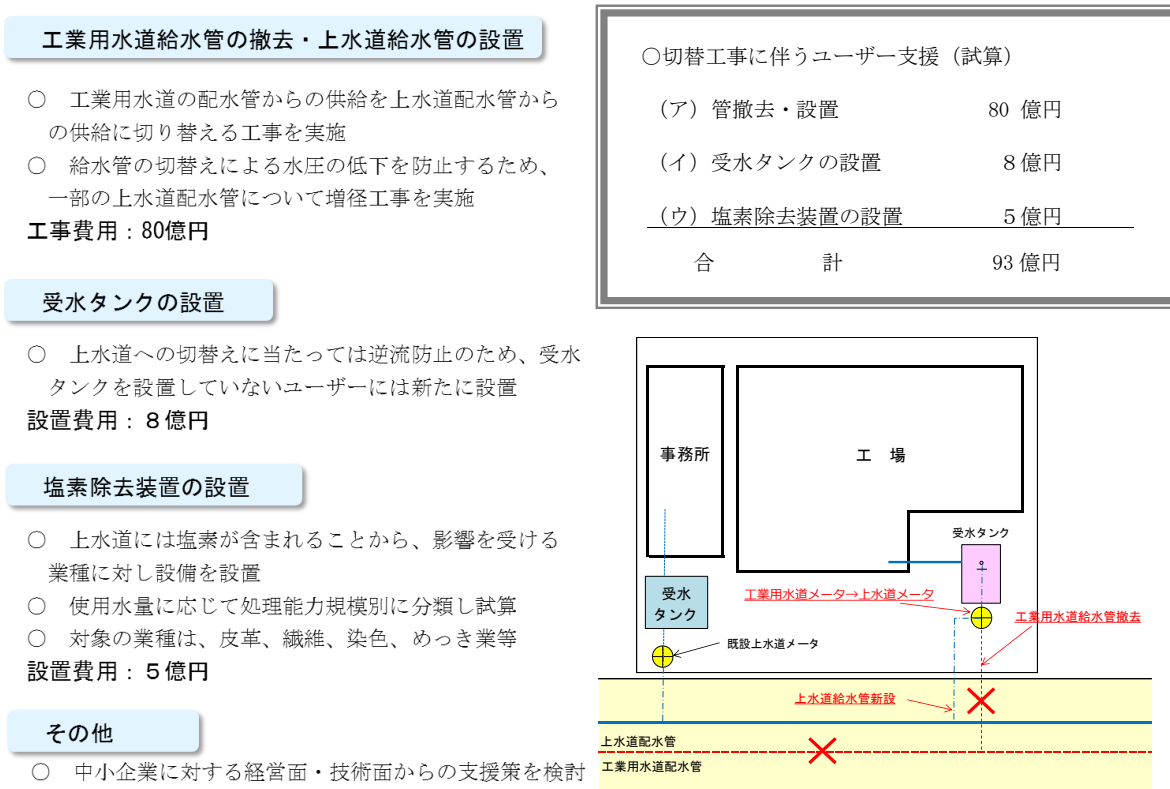 工業用水道給水管の撤去・上水道給水管の設置
○　工業用水道の配水管からの供給を上水道配水管から
の供給に切り替える工事を実施
○　給水管の切替えによる水圧の低下を防止するため、
一部の上水道配水管について増径工事を実施
工事費用：80億円
受水タンクの設置
○　上水道への切替えに当たっては逆流防止のため、受水
タンクを設置していないユーザーには新たに設置
設置費用：８億円
塩素除去装置の設置
○　上水道には塩素が含まれることから、影響を受ける
業種に対し設備を設置
○　使用水量に応じて処理能力規模別に分類し試算
○　対象の業種は、皮革、繊維、染色、めっき業等
設置費用：５億円
その他
○　中小企業に対する経営面・技術面からの支援策を検討
○切替工事に伴うユーザー支援（試算）
（ア）管撤去・設置　80 億円
（イ）受水タンクの設置　８億円
（ウ）塩素除去装置の設置　５億円
合　計　93 億円
事務所
工　場
受水タンク
受水
タンク
工業用水道メータ→上水道メータ
工業用水道給水管撤去
既設上水道メータ
上水道給水管新設
上水道配水管
工業用水道配水管